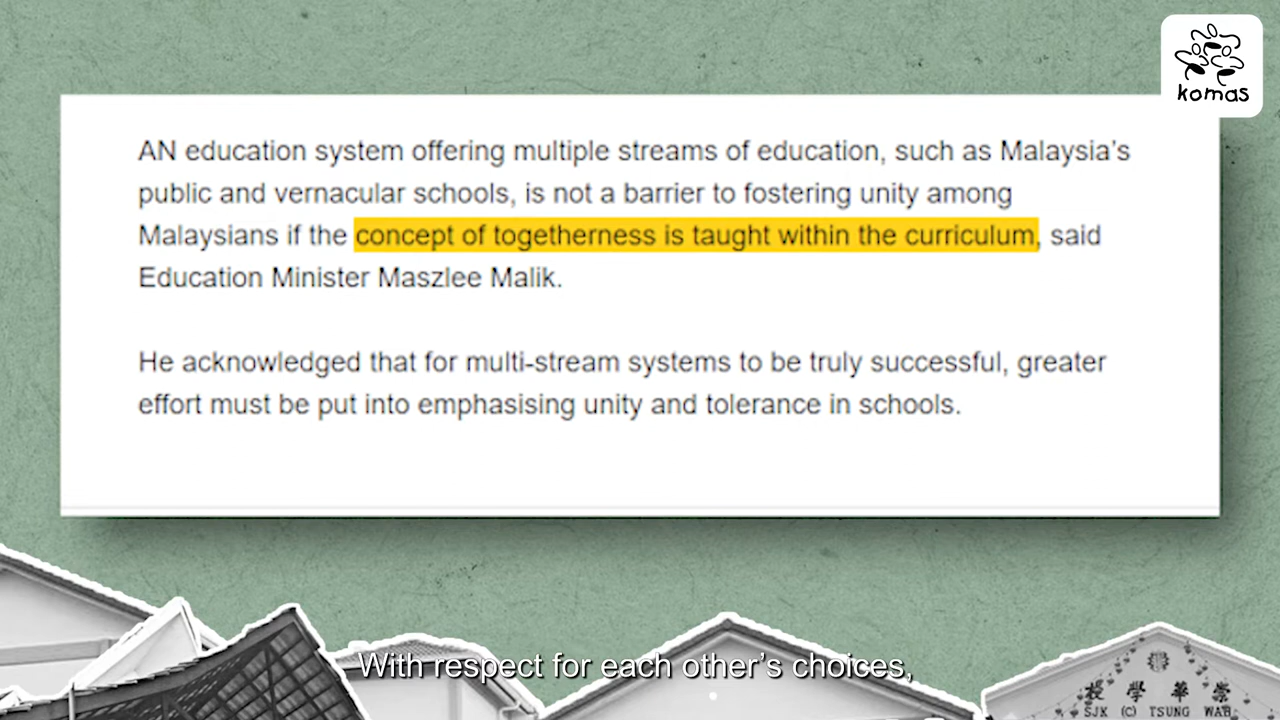 komas
AN education system offering multiple streams of education, such as Malaysia's
public and vernacular schools, is not a barrier to fostering unity among
Malaysians if the concept of togetherness is taught within the curriculum, said
Education Minister Maszlee Malik.
He acknowledged that for multi-stream systems to be truly successful, greater
effort must be put into emphasising unity and tolerance in schools.
With respect for each other’s choices,
校學華崇
SJK (C) TSUNG WAH